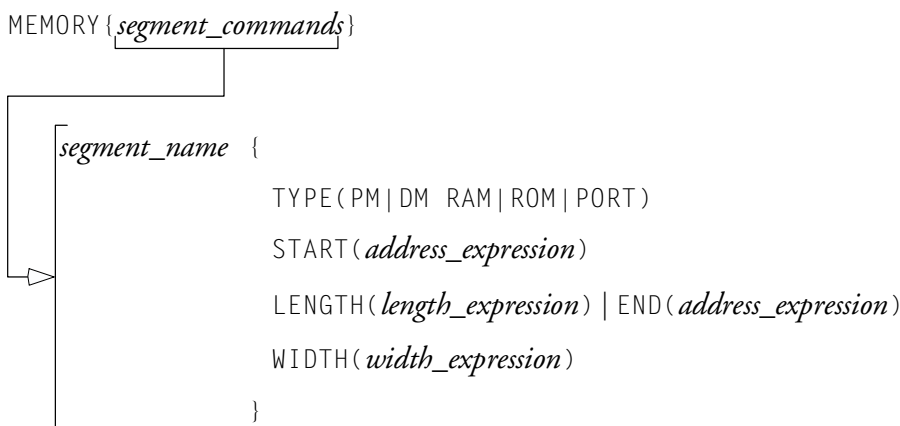 MEMORY{segment_commands}
segment_name {
TYPE(PM|DM RAM|ROM|PORT)
START(address_expression)
LENGTH(length_expression) | END(address_expression)
WIDTH(width_expression)
}